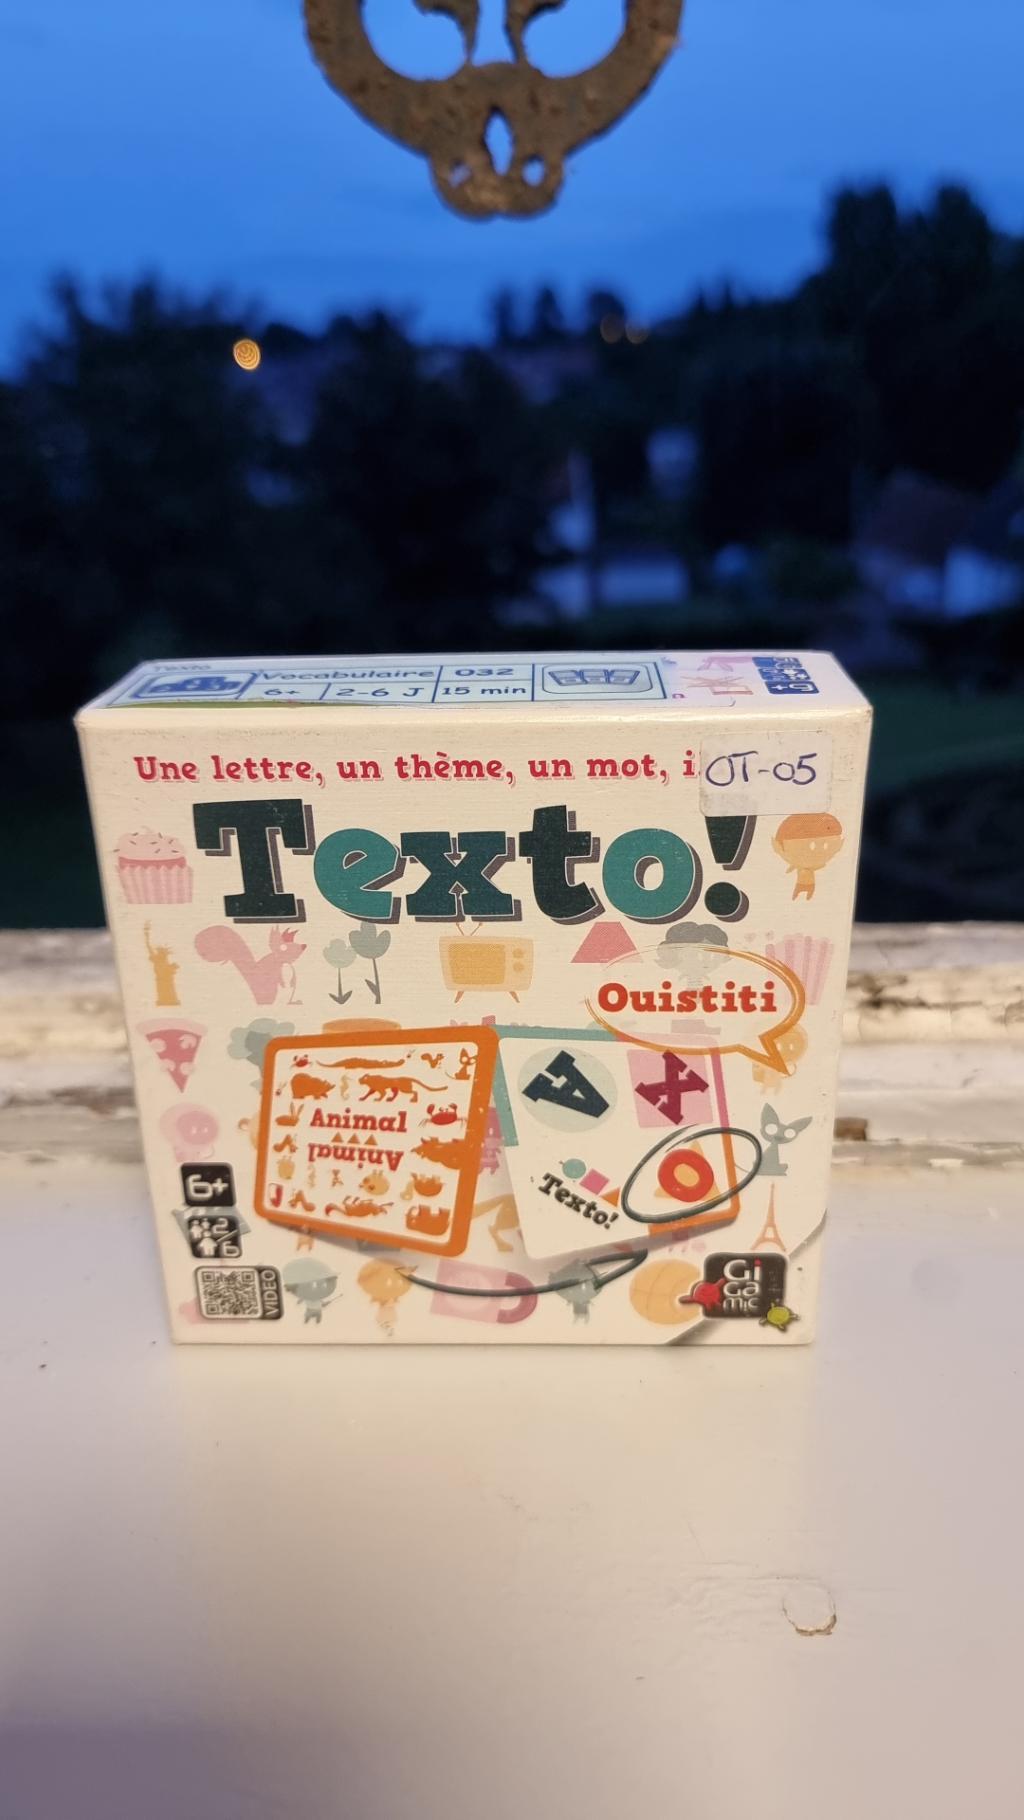 Texto
Vocabulaire 032
6+ 2-6 J 15 min
Une lettre, un thème, un mot, i
OT-05
Texto!
Ouistiti
Animal
Animal
A X
O
Texto!
6+
2
6
VIDEO
Gi
Ga
mic